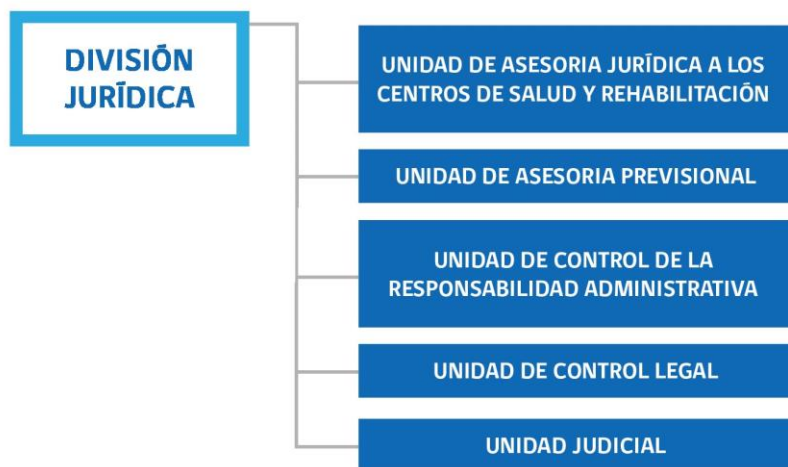 DIVISIÓN
JURÍDICA
UNIDAD DE ASESORIA JURÍDICA A LOS
CENTROS DE SALUD Y REHABILITACIÓN
UNIDAD DE ASESORIA PREVISIONAL
UNIDAD DE CONTROL DE LA
RESPONSABILIDAD ADMINISTRATIVA
UNIDAD DE CONTROL LEGAL
UNIDAD JUDICIAL